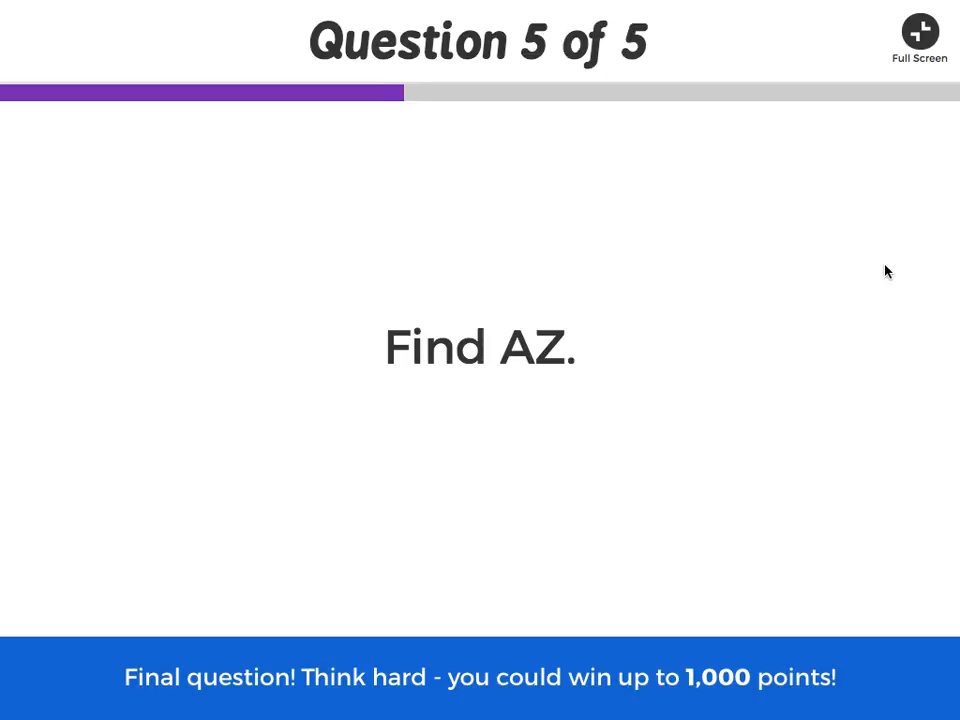 Question 5 of 5
Full Screen
Find AZ.
Final question! Think hard - you could win up to 1,000 points!